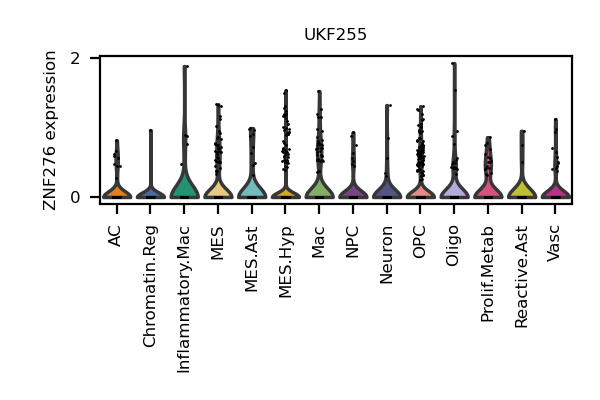 UKF255
ZNF276 expression
2
0
AC
Chromatin.Reg
Inflammatory.Mac
MES
MES.Ast
MES.Hyp
Mac
NPC
Neuron
OPC
Oligo
Prolif.Metab
Reactive.Ast
Vasc